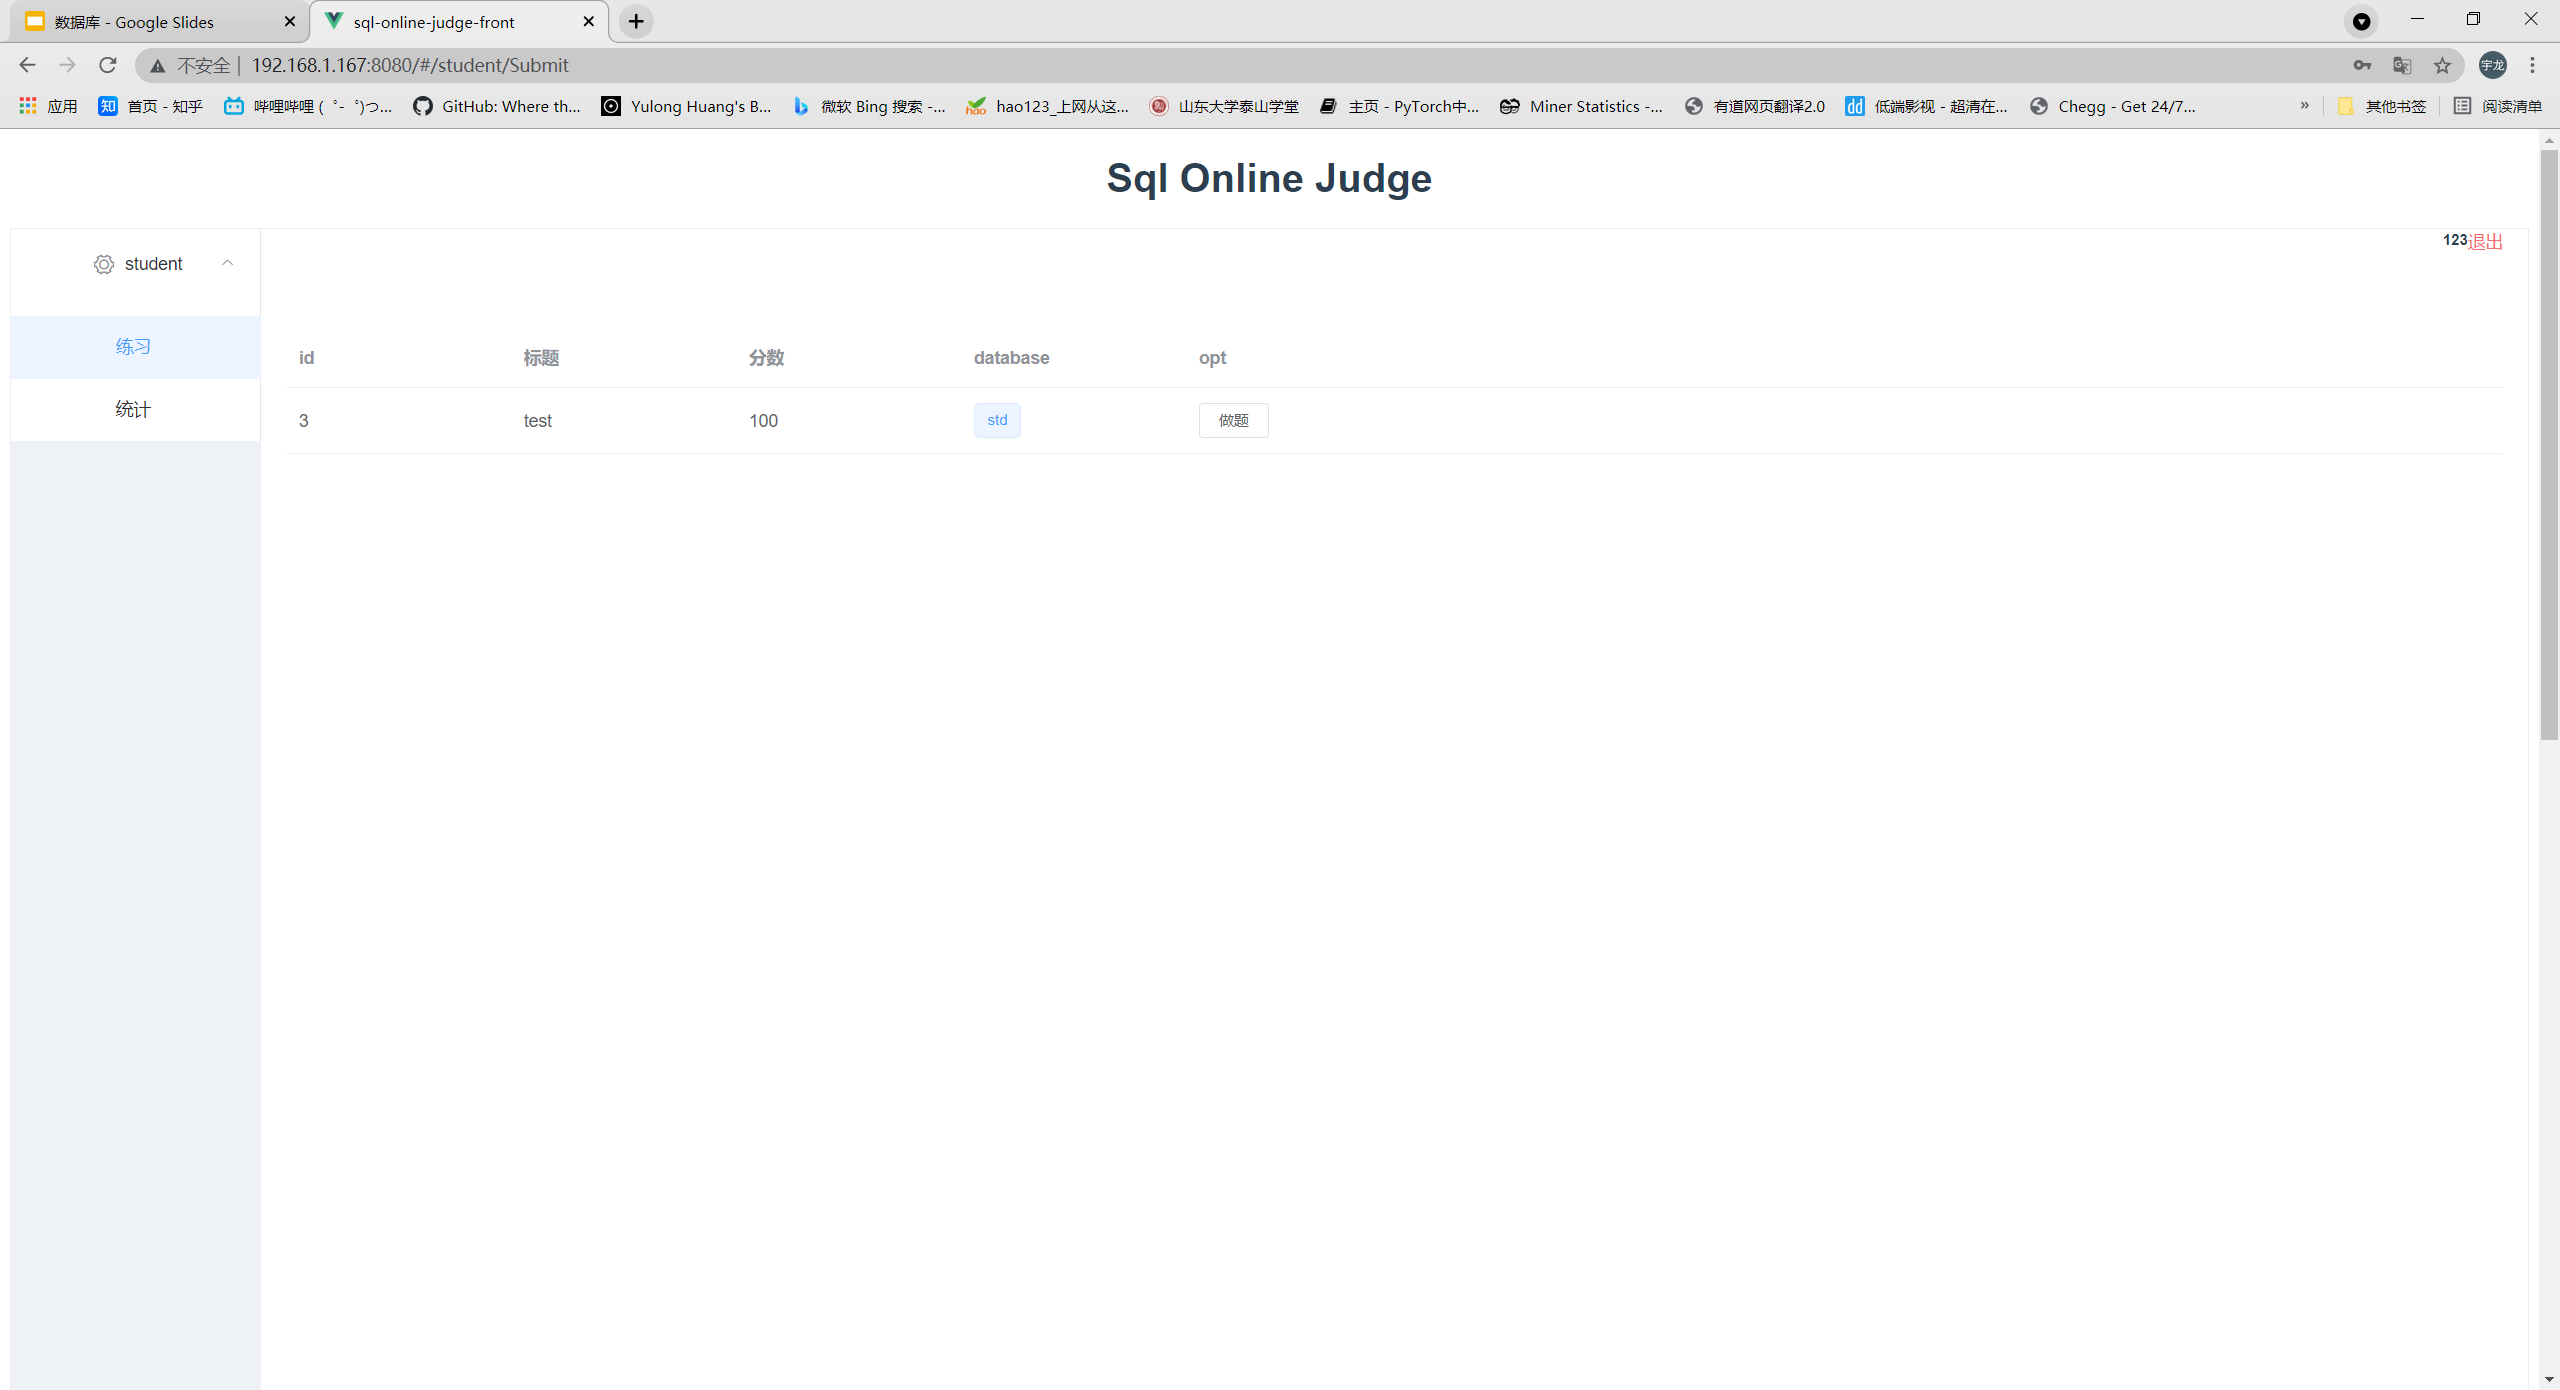 数据库 - Google Slides
sql-online-judge-front
不安全 | 192.168.1.167:8080/#/student/Submit
宇龙
应用 首页 - 知乎 哔哩哔哩 ( ゜- ゜)つ... GitHub: Where th... Yulong Huang's B... 微软 Bing 搜索 -... hao123_上网从这... 山东大学泰山学堂 主页 - PyTorch中... Miner Statistics -... 有道网页翻译2.0 低端影视 - 超清在... Chegg - Get 24/7... » 其他书签 阅读清单
Sql Online Judge
123退出
student
练习
统计
id 标题 分数 database opt
3 test 100 std 做题